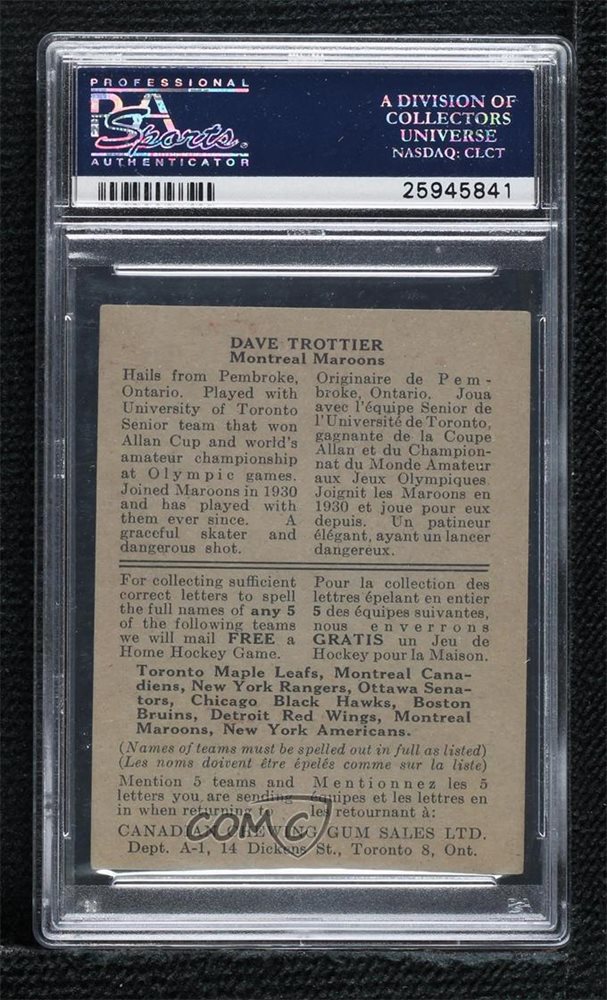 PROFESSIONAL
PSA
Sports.
AUTHENTICATOR
A DIVISION OF
COLLECTORS
UNIVERSE
NASDAQ: CLCT
25945841
DAVE TROTTIER
Montreal Maroons
Hails from Pembroke,
Ontario. Played with
University of Toronto
Senior team that won
Allan Cup and world's
amateur championship
at Olympic games.
Joined Maroons in 1930
and has played with
them ever since. A
graceful skater and
dangerous shot.
Originaire de Pem-
broke, Ontario. Joua
avec l'équipe Senior de
l'Université de Toronto,
gagnante de la Coupe
Allan et du Champion-
nat du Monde Amateur
aux Jeux Olympiques.
Joignit les Maroons en
1930 et joue pour eux
depuis. Un patineur
élégant, ayant un lancer
dangereux.
For collecting sufficient
correct letters to spell
the full names of any 5
of the following teams
we will mail FREE a
Home Hockey Game.
Pour la collection des
lettres épelant en entier
5 des équipes suivantes,
nous enverrons
GRATIS un Jeu de
Hockey pour la Maison.
Toronto Maple Leafs, Montreal Cana-
diens, New York Rangers, Ottawa Sena-
tors, Chicago Black Hawks, Boston
Bruins, Detroit Red Wings, Montreal
Maroons, New York Americans.
(Names of teams must be spelled out in full as listed)
(Les noms doivent être épelés comme sur la liste)
Mention 5 teams and
letters you are sending
in when returning to
Mentionnez les 5
équipes et les lettres en
les retournant à:
CANADIAN CHEWING GUM SALES LTD.
Dept. A-1, 14 Dickens St., Toronto 8, Ont.
COMC